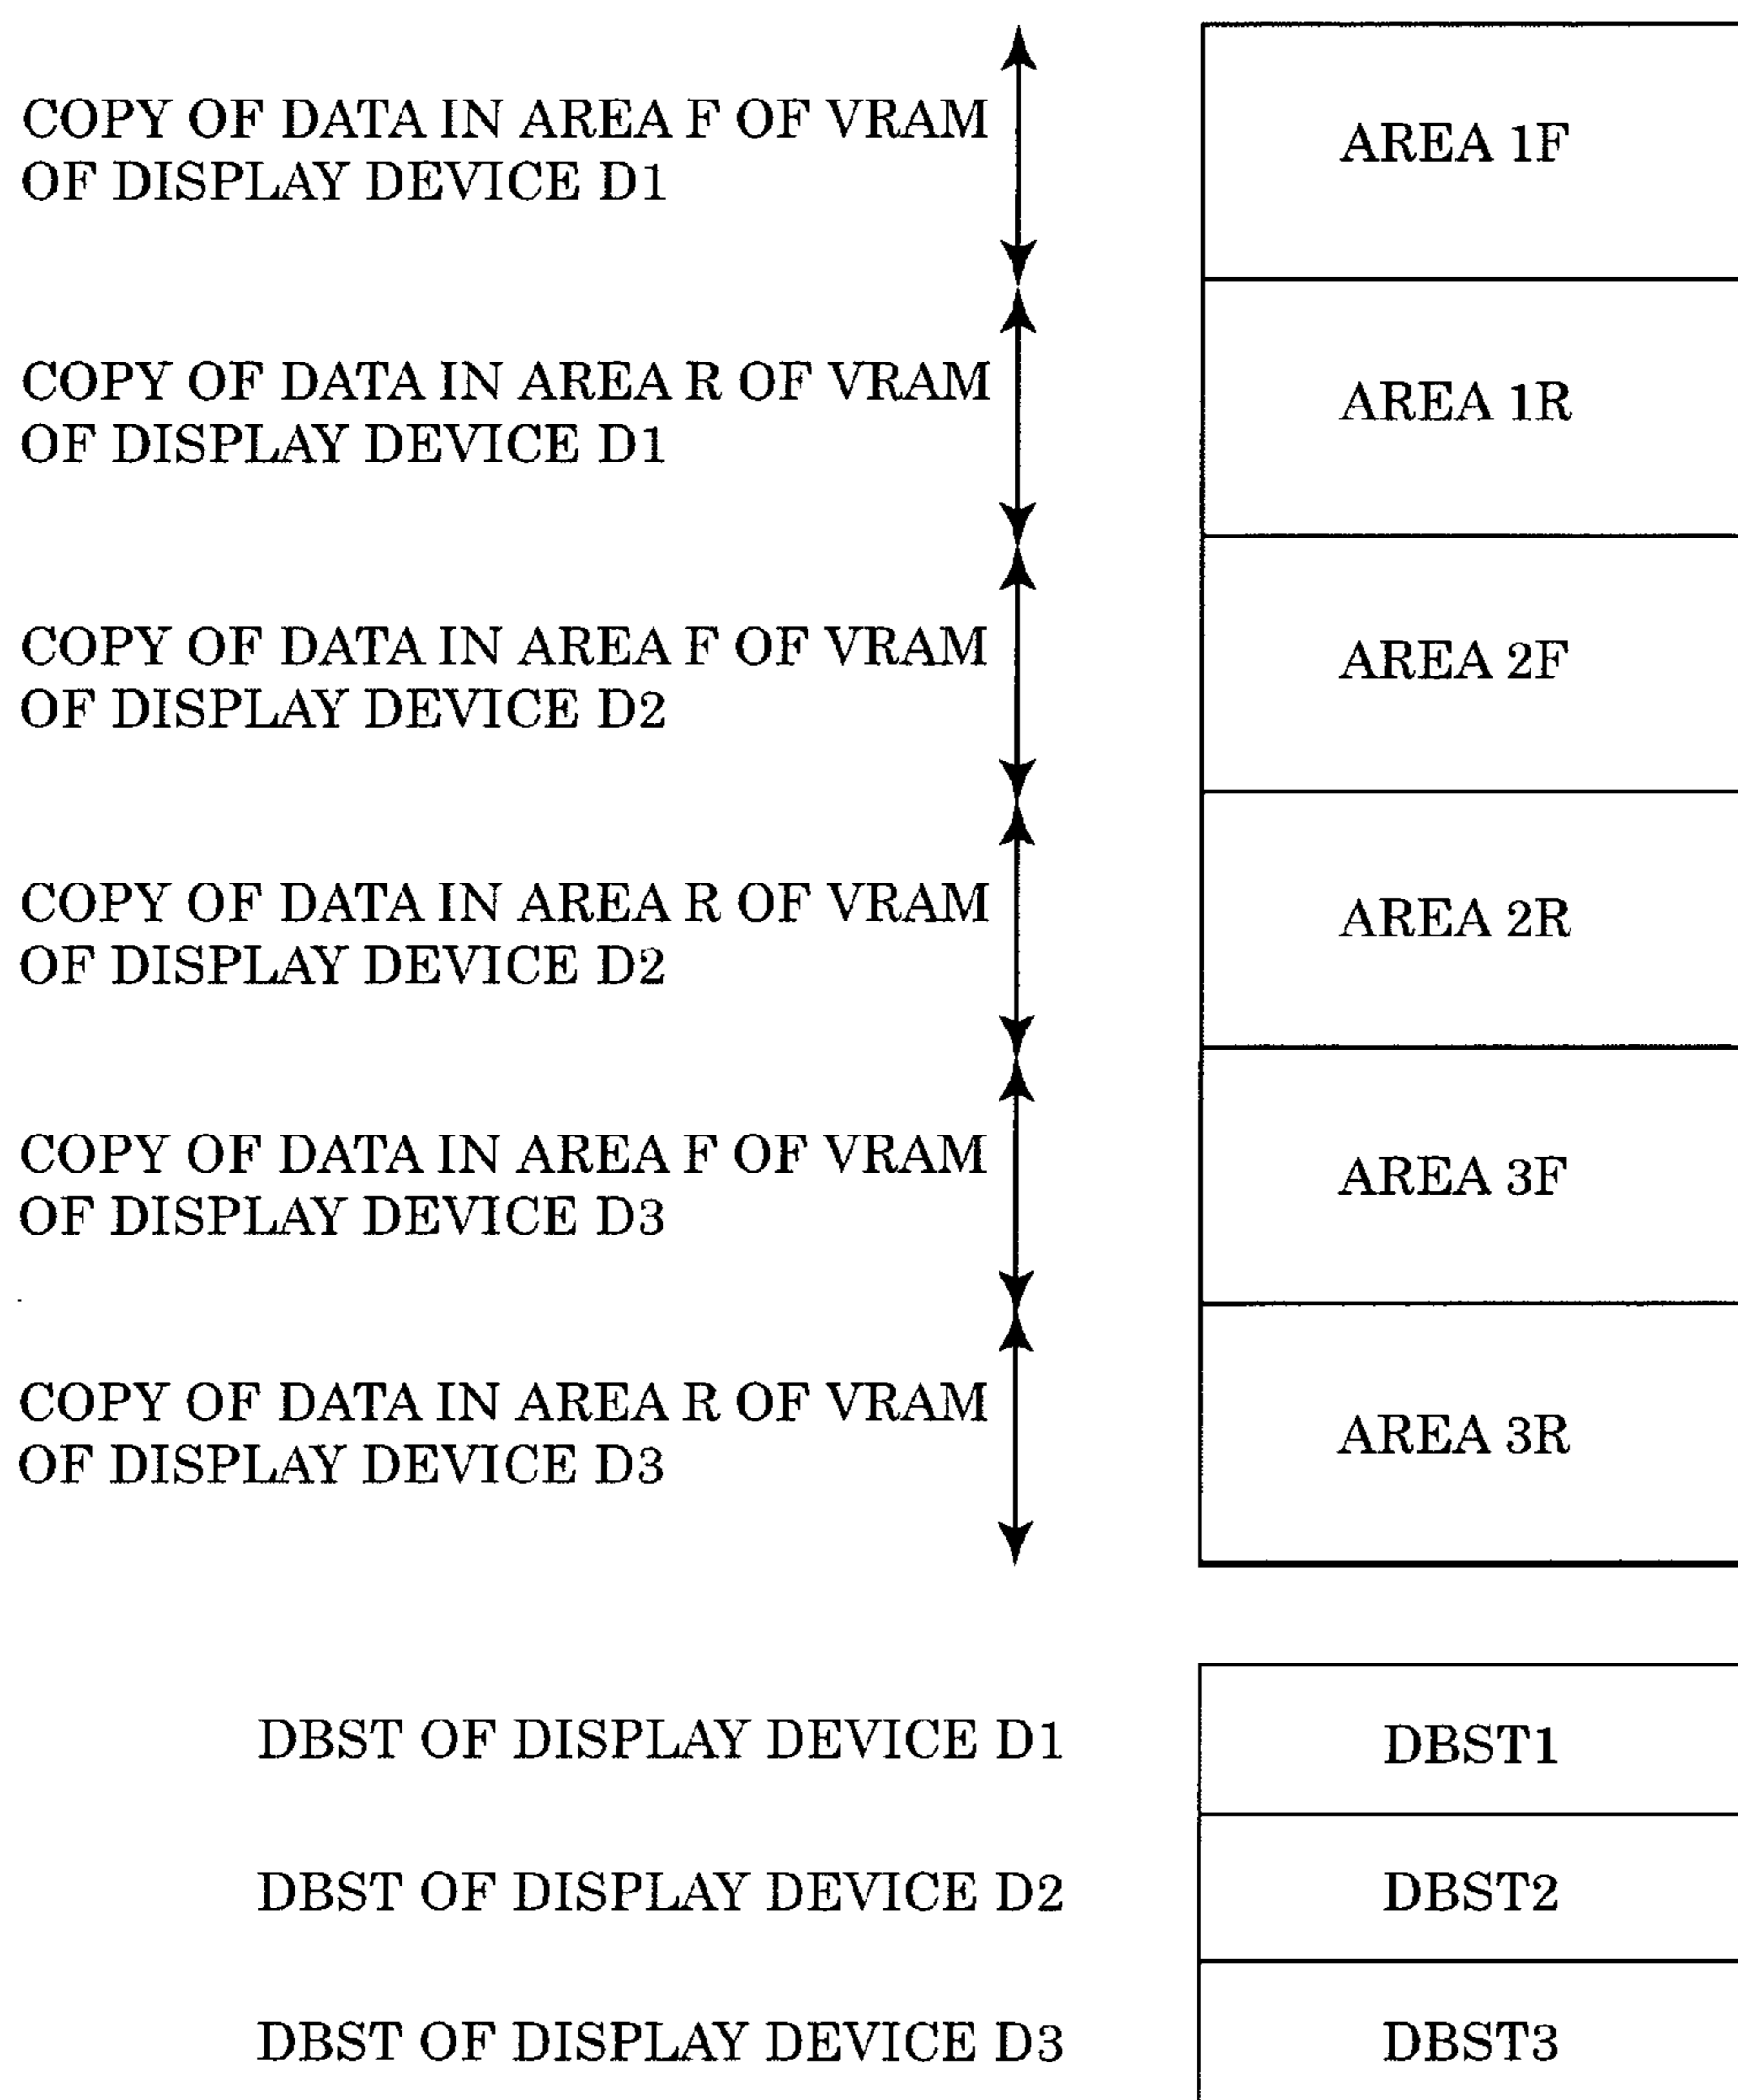 COPY OF DATA IN AREA F OF VRAM
OF DISPLAY DEVICE D1
AREA 1F
COPY OF DATA IN AREA R OF VRAM
OF DISPLAY DEVICE D1
AREA 1R
COPY OF DATA IN AREA F OF VRAM
OF DISPLAY DEVICE D2
AREA 2F
COPY OF DATA IN AREA R OF VRAM
OF DISPLAY DEVICE D2
AREA 2R
COPY OF DATA IN AREA F OF VRAM
OF DISPLAY DEVICE D3
AREA 3F
COPY OF DATA IN AREA R OF VRAM
OF DISPLAY DEVICE D3
AREA 3R
DBST OF DISPLAY DEVICE D1
DBST1
DBST OF DISPLAY DEVICE D2
DBST2
DBST OF DISPLAY DEVICE D3
DBST3